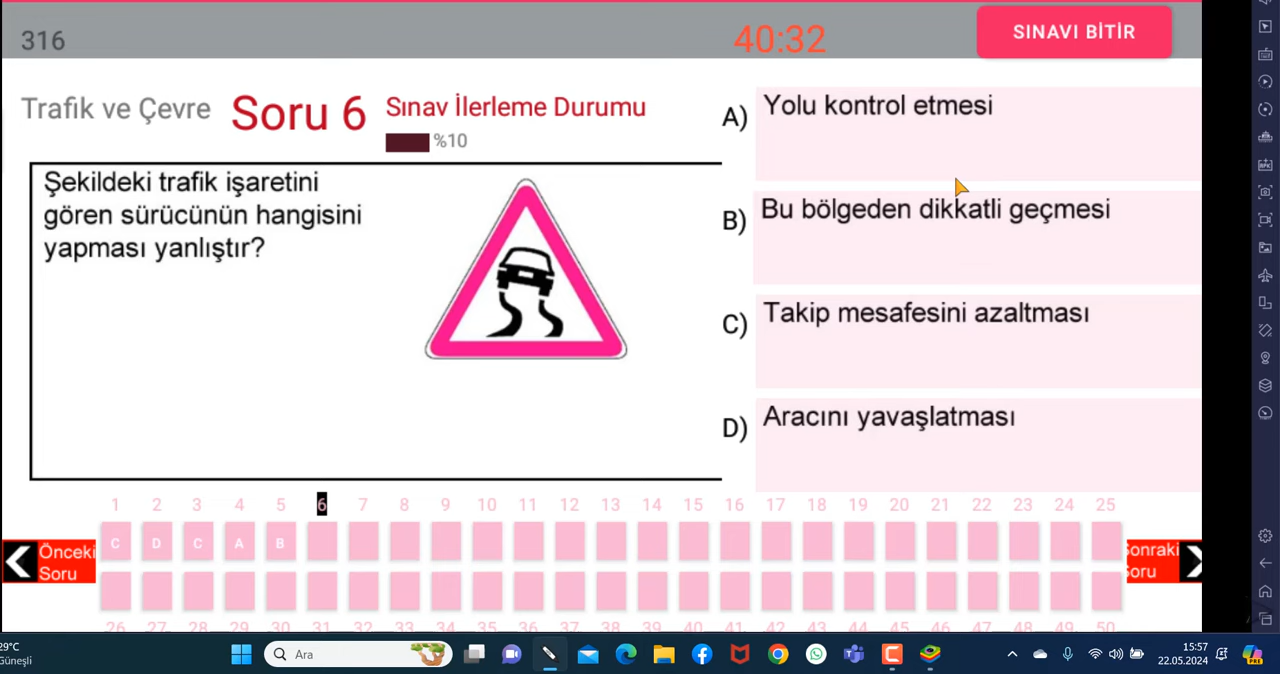 316
40:32
SINAVI BİTİR
Trafik ve Çevre
Soru 6
Sınav İlerleme Durumu
%10
Şekildeki trafik işaretini
gören sürücünün hangisini
yapması yanlıştır?
A) Yolu kontrol etmesi
B) Bu bölgeden dikkatli geçmesi
C) Takip mesafesini azaltması
D) Aracını yavaşlatması
1 2 3 4 5 6 7 8 9 10 11 12 13 14 15 16 17 18 19 20 21 22 23 24 25
C D C A B
Önceki
Soru
Sonraki
Soru
26 27 28 29 30 31 32 33 34 35 36 37 38 39 40 41 42 43 44 45 46 47 48 49 50
29°C
Güneşli
Ara
15:57
22.05.2024
PRE